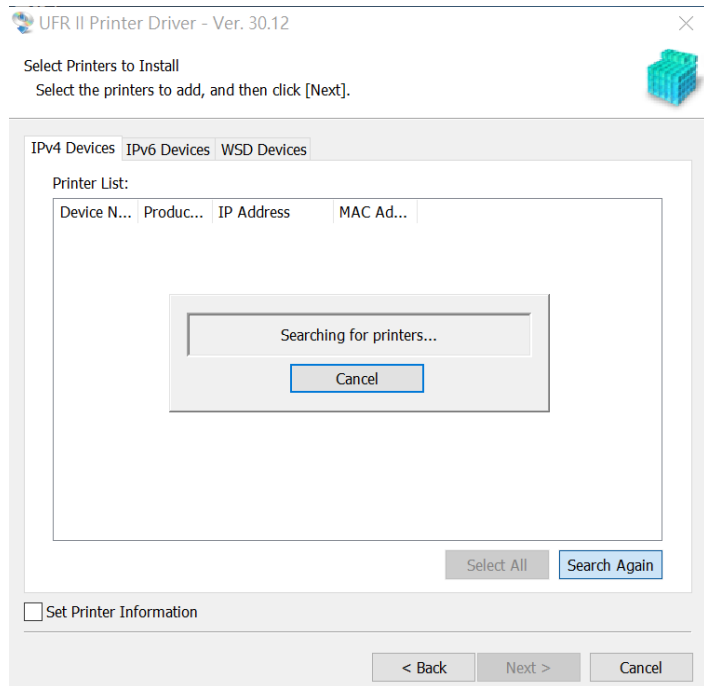 UFR II Printer Driver - Ver. 30.12
Select Printers to Install
Select the printers to add, and then click [Next].
IPv4 Devices IPv6 Devices WSD Devices
Printer List:
Device N... Produc... IP Address MAC Ad...
Searching for printers...
Cancel
Select All Search Again
Set Printer Information
< Back Next > Cancel